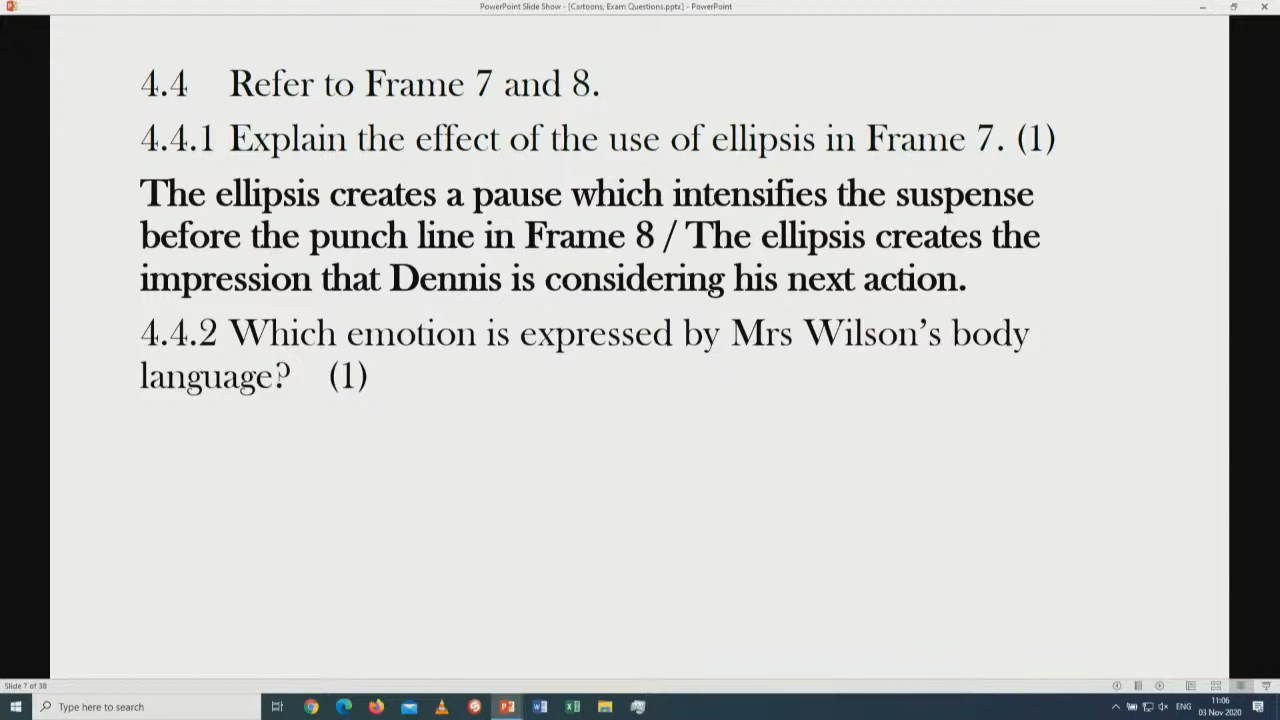 PowerPoint Slide Show - [Cartoons; Exam Questions.pptx] - PowerPoint
4.4 Refer to Frame 7 and 8.
4.4.1 Explain the effect of the use of ellipsis in Frame 7. (1)
The ellipsis creates a pause which intensifies the suspense
before the punch line in Frame 8 / The ellipsis creates the
impression that Dennis is considering his next action.
4.4.2 Which emotion is expressed by Mrs Wilson’s body
language? (1)
Slide 7 of 38
Type here to search
ENG
11:06
03 Nov 2020